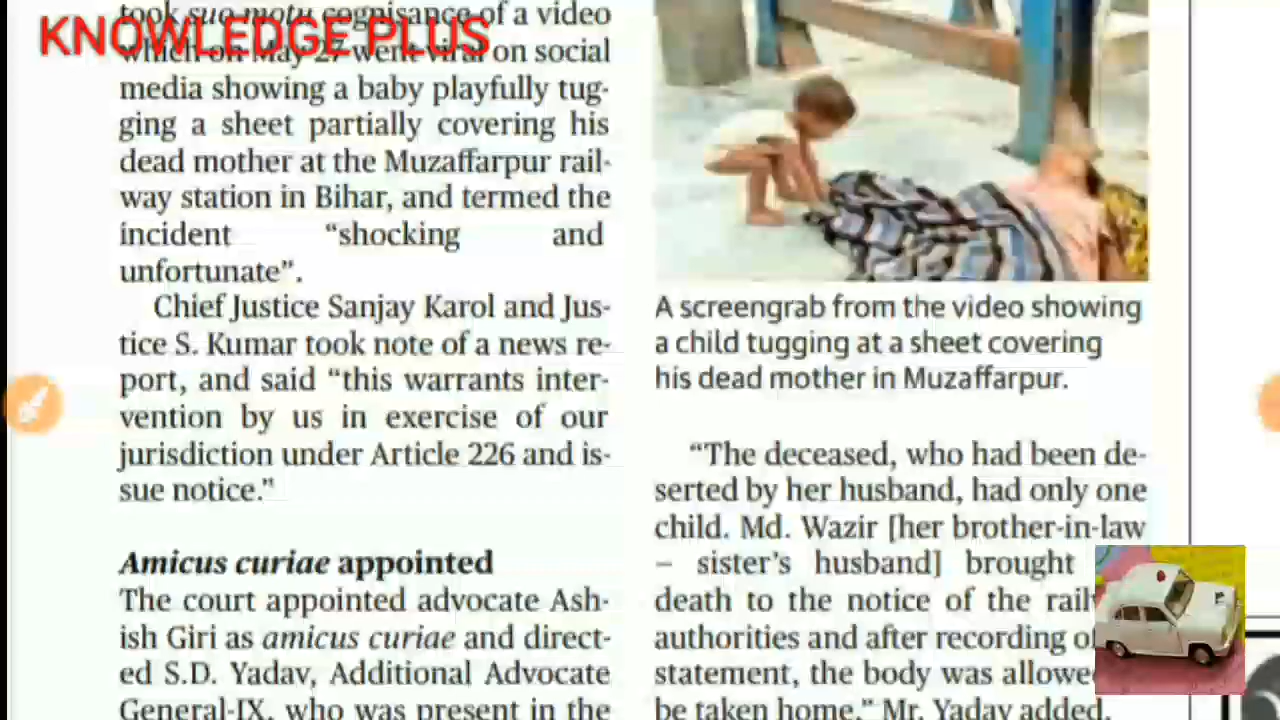 KNOWLEDGE PLUS
took suo motu cognisance of a video
which on May 27 went viral on social
media showing a baby playfully tug-
ging a sheet partially covering his
dead mother at the Muzaffarpur rail-
way station in Bihar, and termed the
incident “shocking and
unfortunate”.
Chief Justice Sanjay Karol and Jus-
tice S. Kumar took note of a news re-
port, and said “this warrants inter-
vention by us in exercise of our
jurisdiction under Article 226 and is-
sue notice.”
Amicus curiae appointed
The court appointed advocate Ash-
ish Giri as amicus curiae and direct-
ed S.D. Yadav, Additional Advocate
General-IX, who was present in the
A screengrab from the video showing
a child tugging at a sheet covering
his dead mother in Muzaffarpur.
“The deceased, who had been de-
serted by her husband, had only one
child. Md. Wazir [her brother-in-law
– sister’s husband] brought
death to the notice of the
authorities and after recording
statement, the body was
be taken home,” Mr. Yadav added.